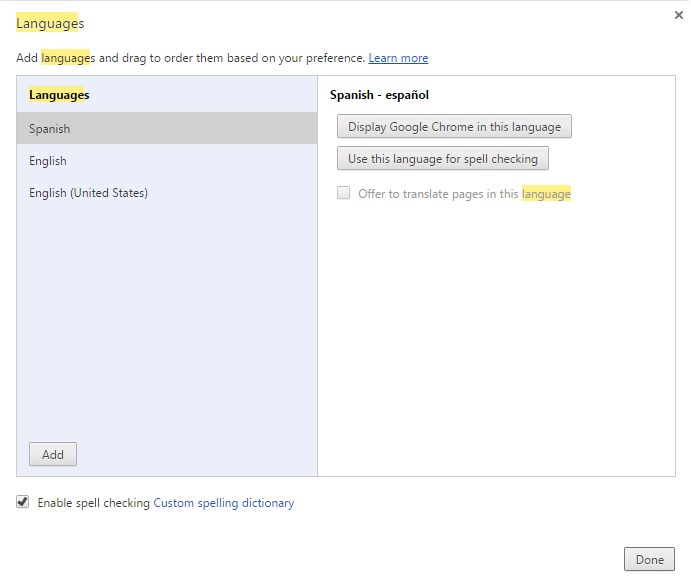 Languages
Add languages and drag to order them based on your preference. Learn more
Languages
Spanish
English
English (United States)
Add
Spanish - español
Display Google Chrome in this language
Use this language for spell checking
Offer to translate pages in this language
Enable spell checking Custom spelling dictionary
Done